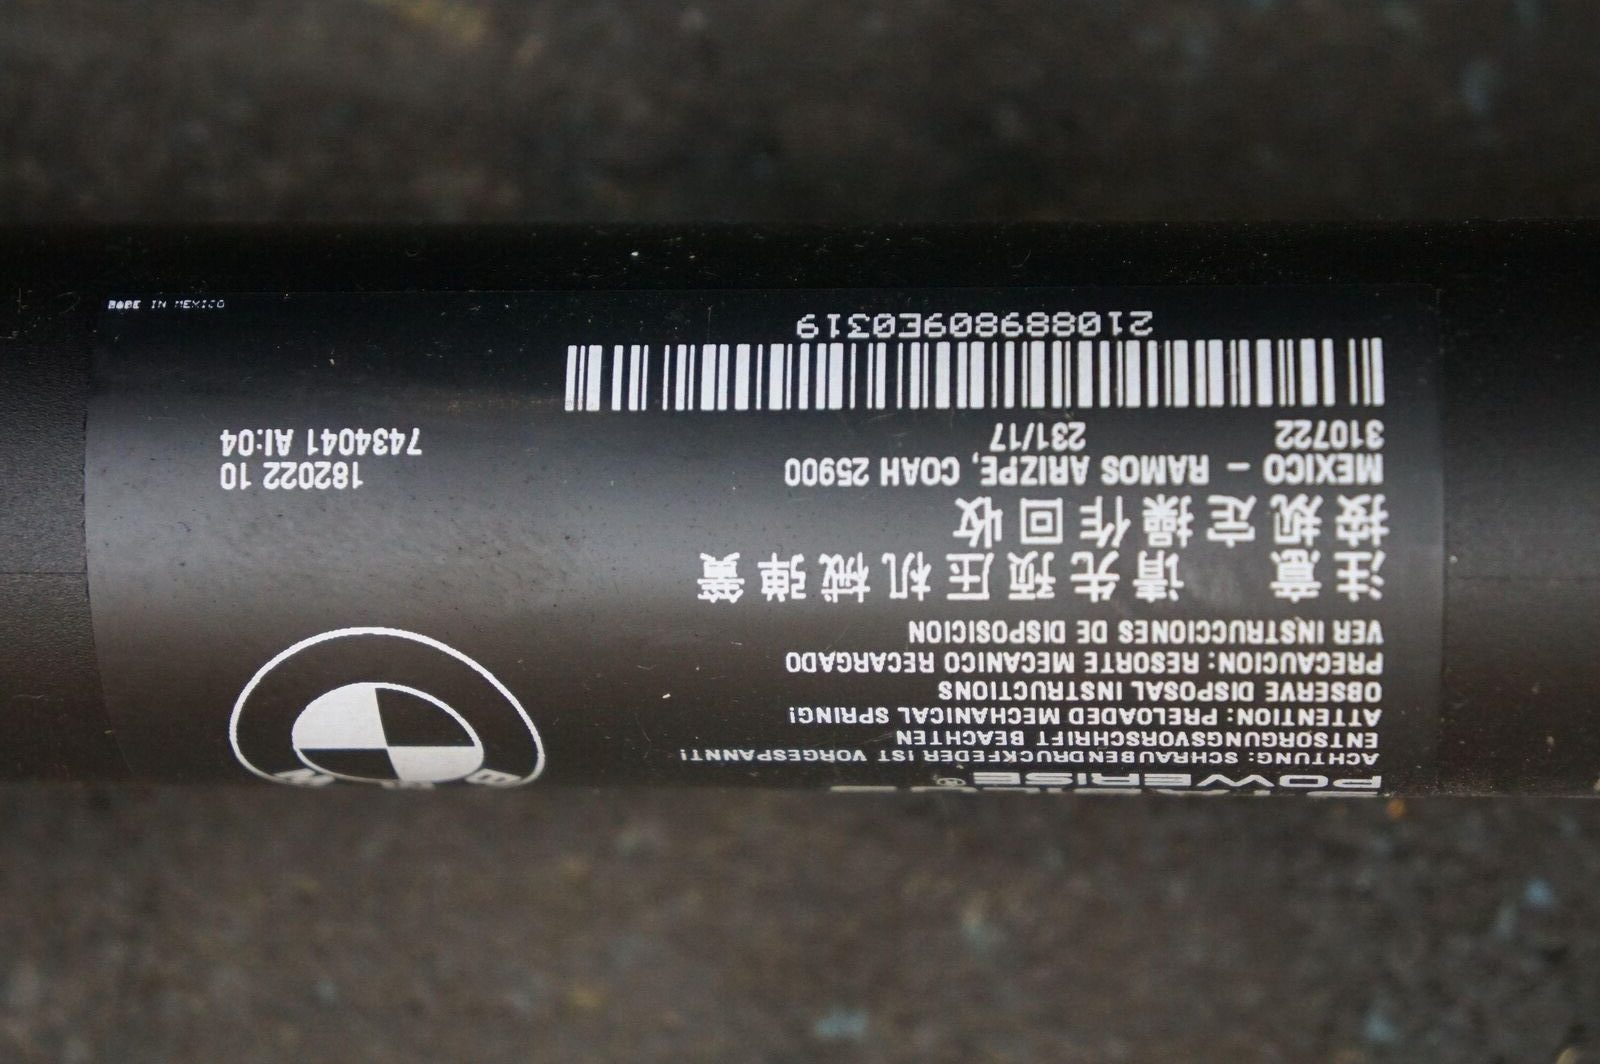 POWERISE®
ACHTUNG: SCHRAUBENDRUCKFEDER IST VORGESPANNT!
ENTSORGUNGSVORSCHRIFT BEACHTEN
ATTENTION: PRELOADED MECHANICAL SPRING!
OBSERVE DISPOSAL INSTRUCTIONS
PRECAUCION: RESORTE MECANICO RECARGADO
VER INSTRUCCIONES DE DISPOSICION
注意 请先预压机械弹簧
按规定操作回收
MEXICO - RAMOS ARIZPE, COAH 25900
310722 231/17
210889809E0319
BMW
182022 10
7434041 AI:04
MADE IN MEXICO